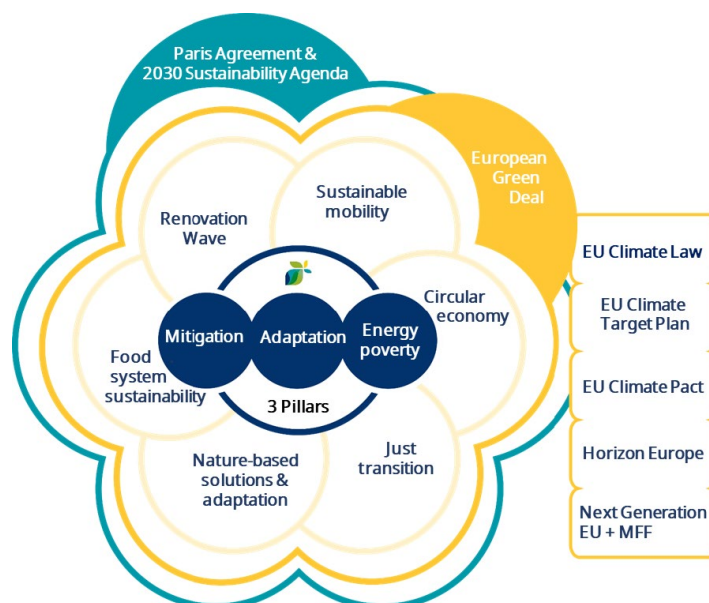 Paris Agreement &
2030 Sustainability Agenda
European
Green
Deal
Sustainable
mobility
Renovation
Wave
EU Climate Law
EU Climate
Target Plan
Circular
economy
Mitigation
Adaptation
Energy
poverty
Food
system
sustainability
3 Pillars
EU Climate Pact
Nature-based
solutions &
adaptation
Just
transition
Horizon Europe
Next Generation
EU + MFF